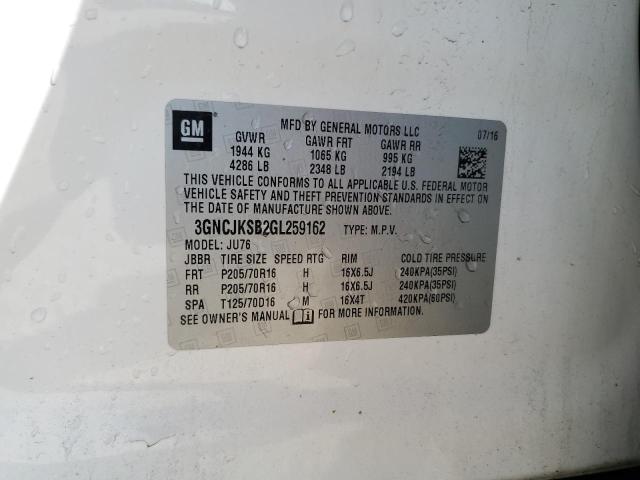 GM
MFD BY GENERAL MOTORS LLC 07/16
GVWR GAWR FRT GAWR RR
1944 KG 1065 KG 995 KG
4286 LB 2348 LB 2194 LB
THIS VEHICLE CONFORMS TO ALL APPLICABLE U.S. FEDERAL MOTOR
VEHICLE SAFETY AND THEFT PREVENTION STANDARDS IN EFFECT ON
THE DATE OF MANUFACTURE SHOWN ABOVE.
3GNCJKSB2GL259162 TYPE: M.P.V.
MODEL: JU76
JBBR TIRE SIZE SPEED RTG RIM COLD TIRE PRESSURE
FRT P205/70R16 H 16X6.5J 240KPA(35PSI)
RR P205/70R16 H 16X6.5J 240KPA(35PSI)
SPA T125/70D16 M 16X4T 420KPA(60PSI)
SEE OWNER'S MANUAL FOR MORE INFORMATION.